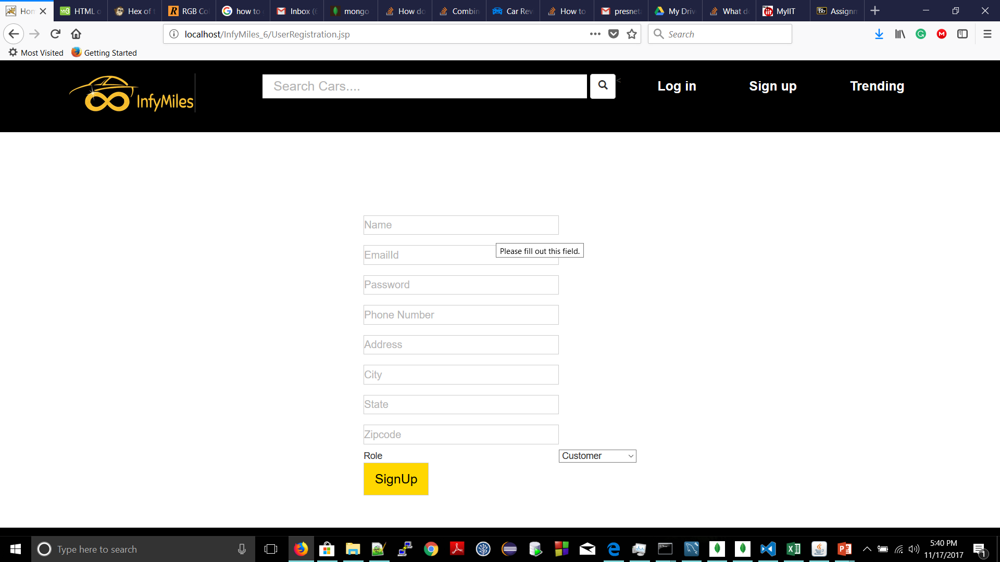 Hom
HTML o
Hex of t
RGB Co
how to
Inbox (6
mongo
How do
Combin
Car Rev
How to
presnet
My Driv
What d
MyIIT
Assignm
localhost/InfyMiles_6/UserRegistration.jsp
Search
Most Visited
Getting Started
InfyMiles
Search Cars....
<
Log in
Sign up
Trending
Name
EmailId
Please fill out this field.
Password
Phone Number
Address
City
State
Zipcode
Role
Customer
SignUp
Type here to search
5:40 PM
11/17/2017
1